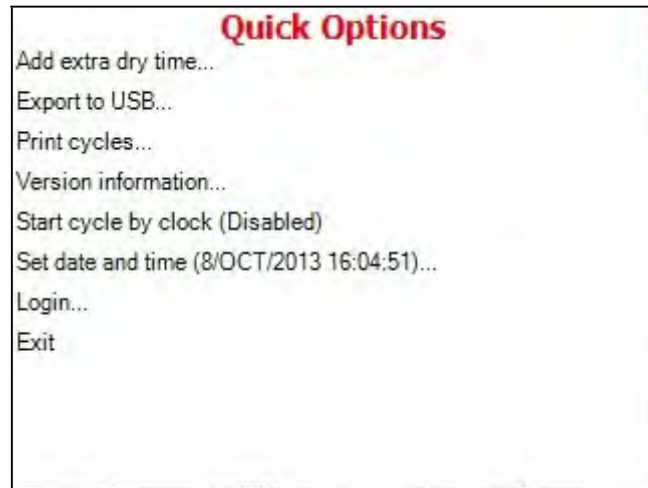 Quick Options
Add extra dry time...
Export to USB...
Print cycles...
Version information...
Start cycle by clock (Disabled)
Set date and time (8/OCT/2013 16:04:51)...
Login...
Exit